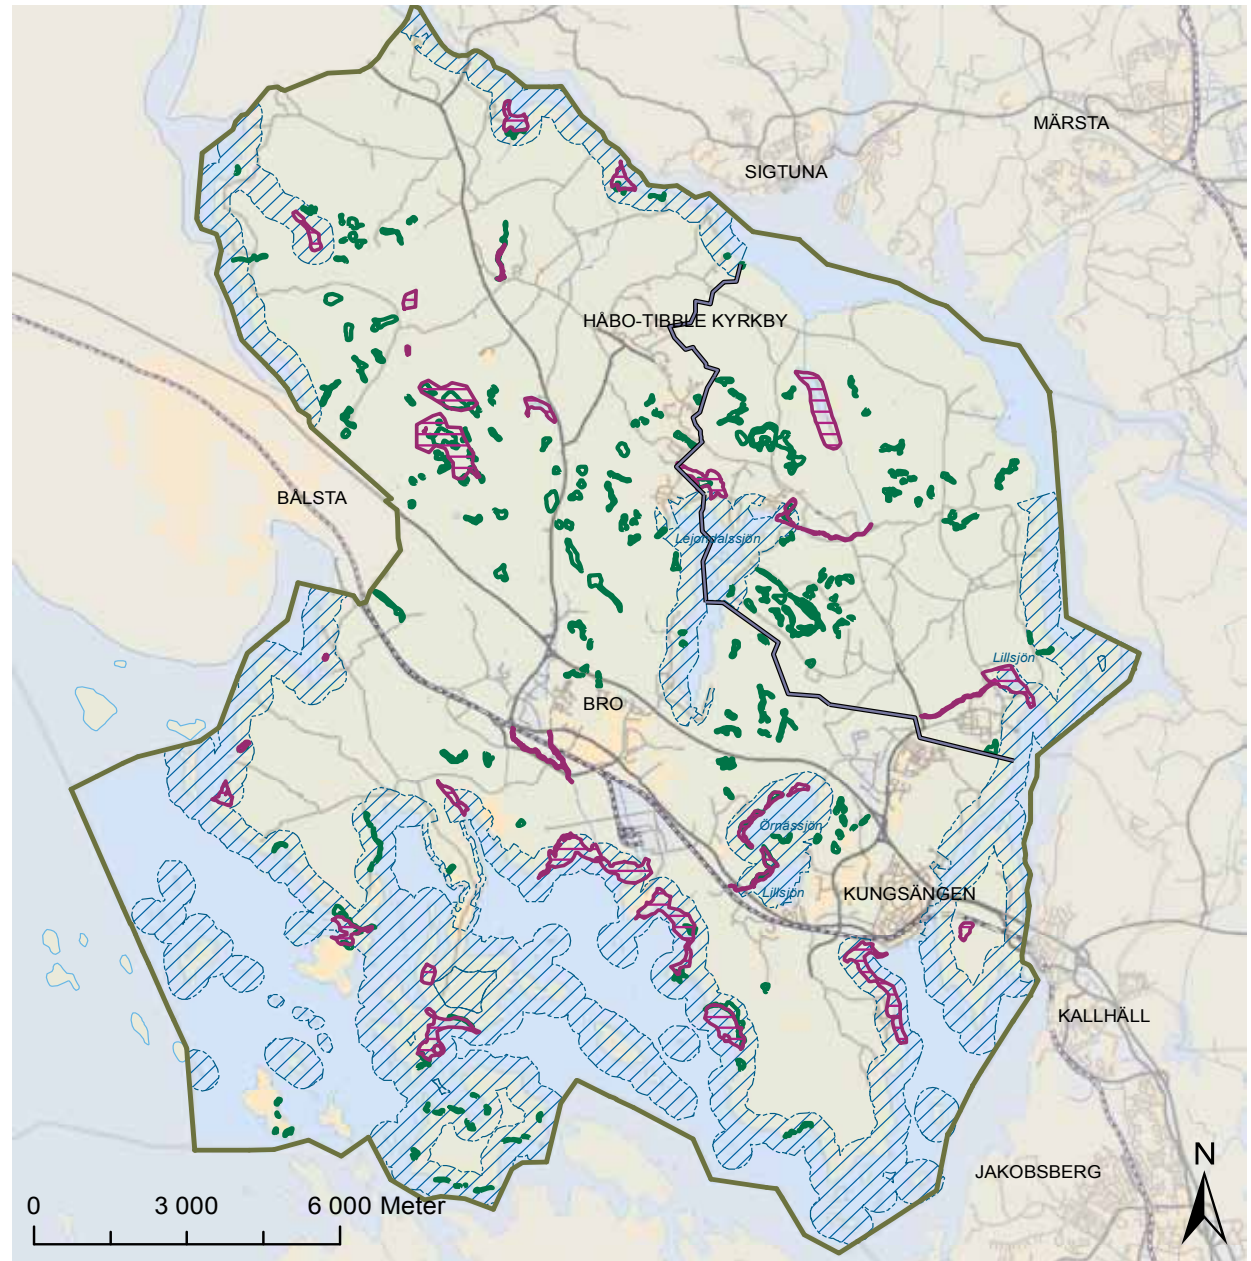 MÄRSTA
SIGTUNA
HÅBO-TIBBLE KYRKBY
BÅLSTA
Lejondalssjön
Lillsjön
BRO
Örnässjön
Lillsjön
KUNGSÄNGEN
KALLHÄLL
JAKOBSBERG
N
0 3 000 6 000 Meter